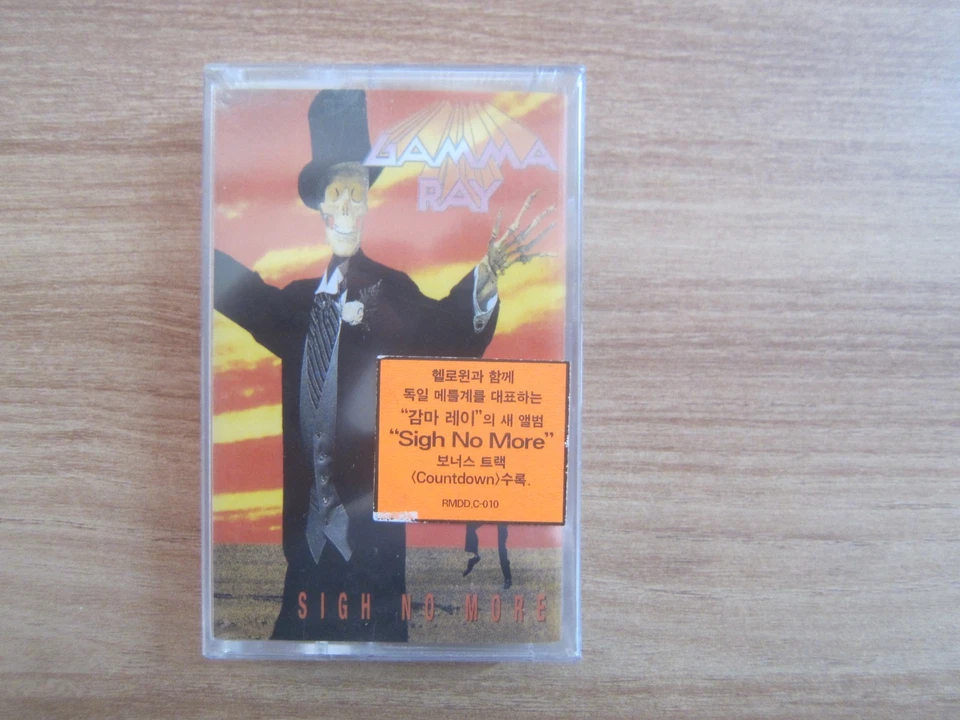 GAMMA
RAY
헬로윈과 함께
독일 메틀계를 대표하는
“감마 레이”의 새 앨범
“Sigh No More”
보너스 트랙
〈Countdown〉수록.
RMDD.C-010
SIGH NO MORE